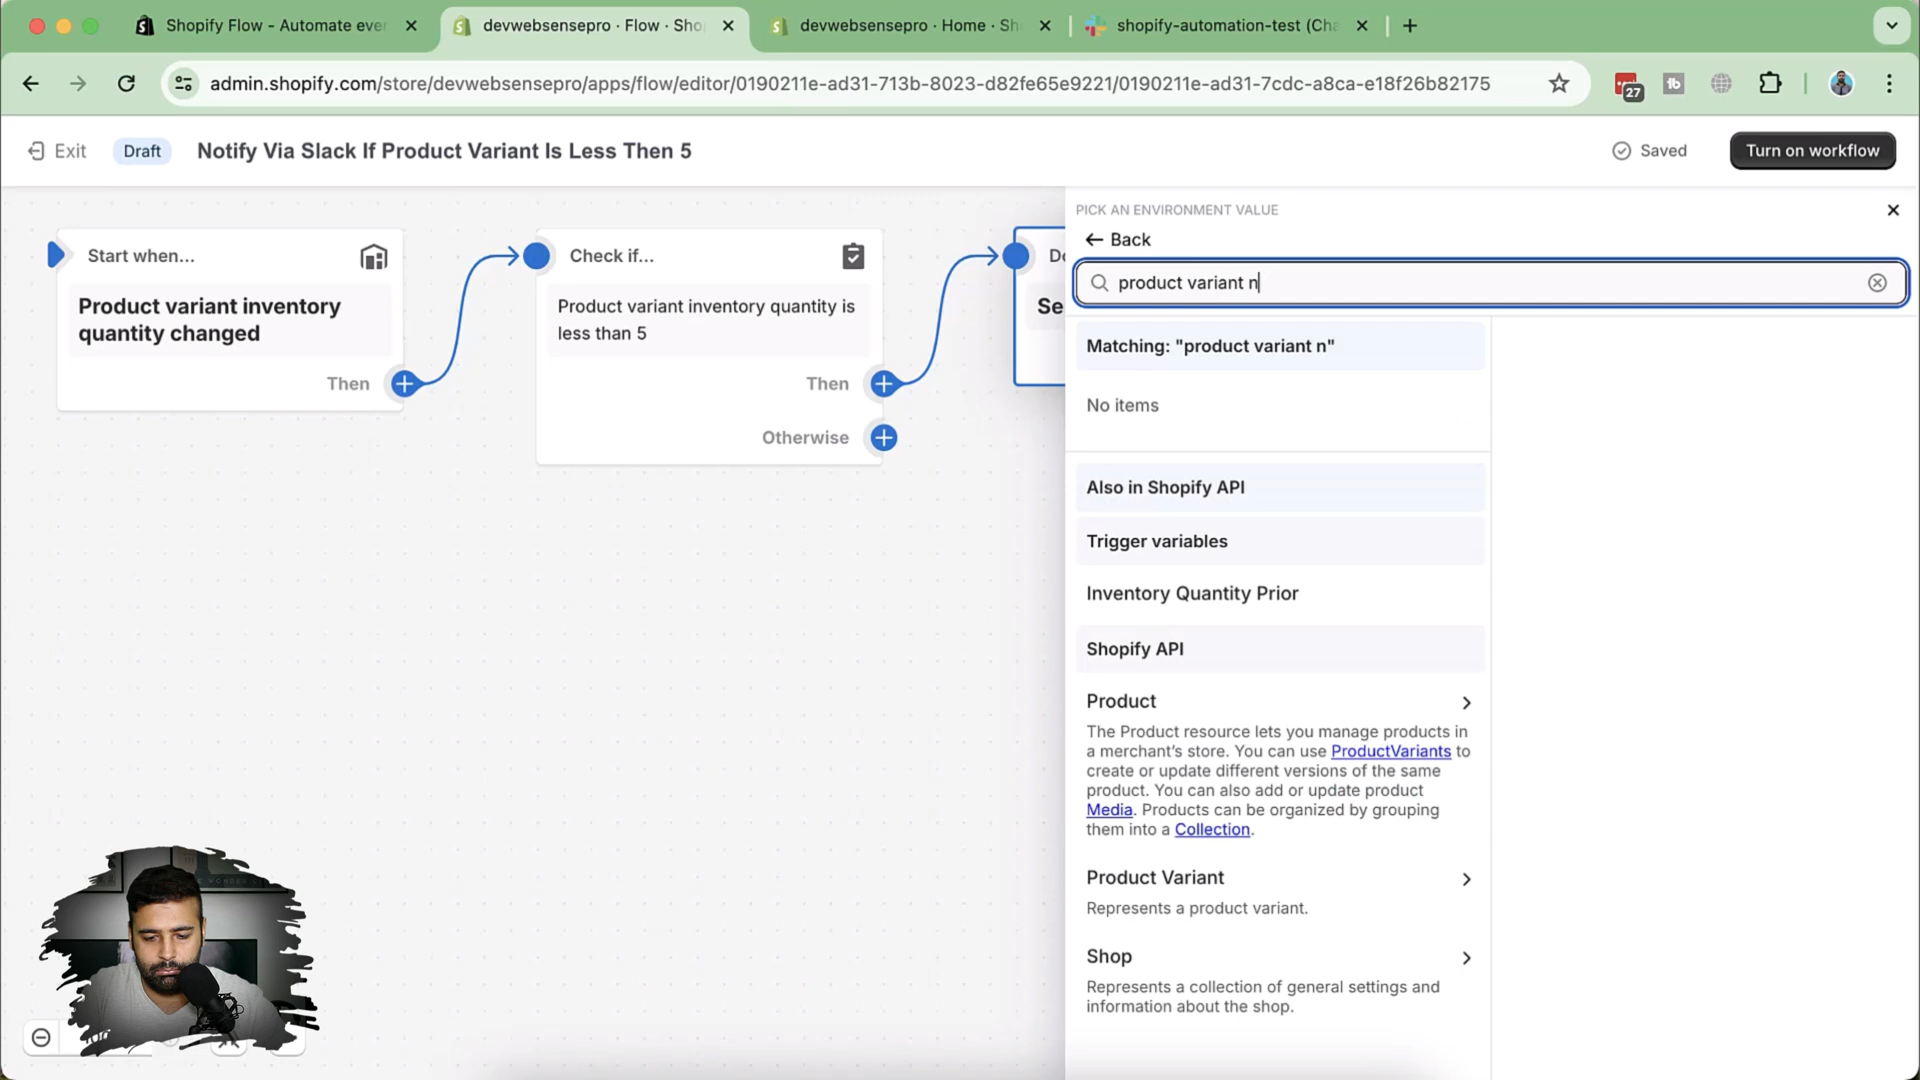 Shopify Flow - Automate ever
devwebsensepro · Flow · Sho
devwebsensepro · Home · Sh
shopify-automation-test (Cha
admin.shopify.com/store/devwebsensepro/apps/flow/editor/0190211e-ad31-713b-8023-d82fe65e9221/0190211e-ad31-7cdc-a8ca-e18f26b82175
27
tb
Exit
Draft
Notify Via Slack If Product Variant Is Less Then 5
Saved
Turn on workflow
Start when...
Product variant inventory
quantity changed
Then
Check if...
Product variant inventory quantity is
less than 5
Then
Otherwise
Do
Se
PICK AN ENVIRONMENT VALUE
Back
product variant n
Matching: "product variant n"
No items
Also in Shopify API
Trigger variables
Inventory Quantity Prior
Shopify API
Product
The Product resource lets you manage products in
a merchant's store. You can use ProductVariants to
create or update different versions of the same
product. You can also add or update product
Media. Products can be organized by grouping
them into a Collection.
Product Variant
Represents a product variant.
Shop
Represents a collection of general settings and
information about the shop.